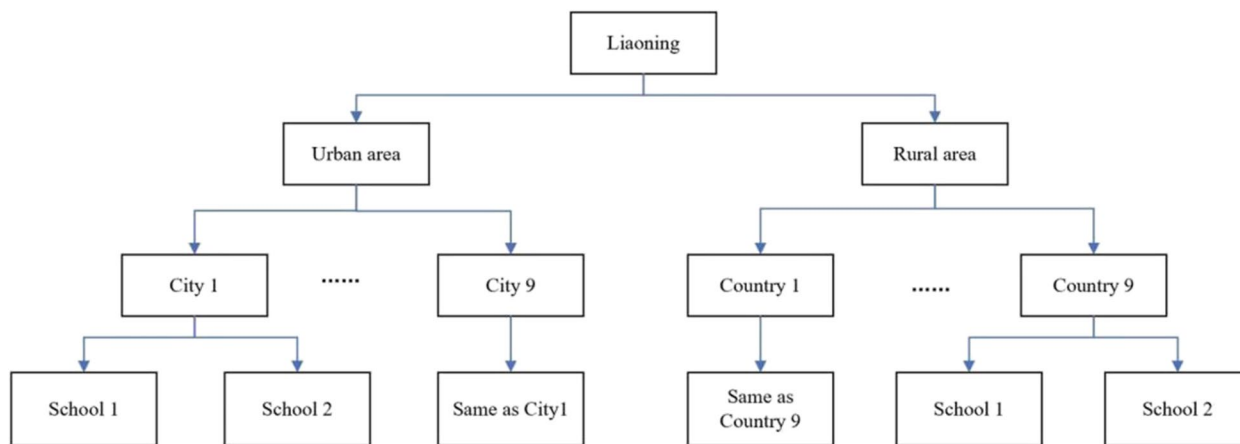 Liaoning
Urban area
Rural area
City 1
......
City 9
Country 1
......
Country 9
School 1
School 2
Same as City1
Same as
Country 9
School 1
School 2